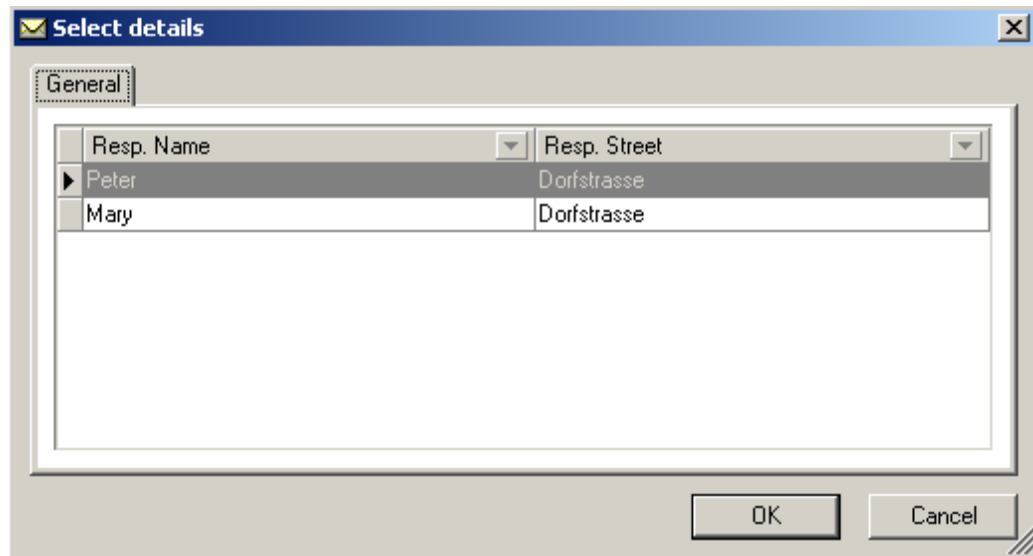 Select details
General
Resp. Name Resp. Street
Peter Dorfstrasse
Mary Dorfstrasse
OK Cancel